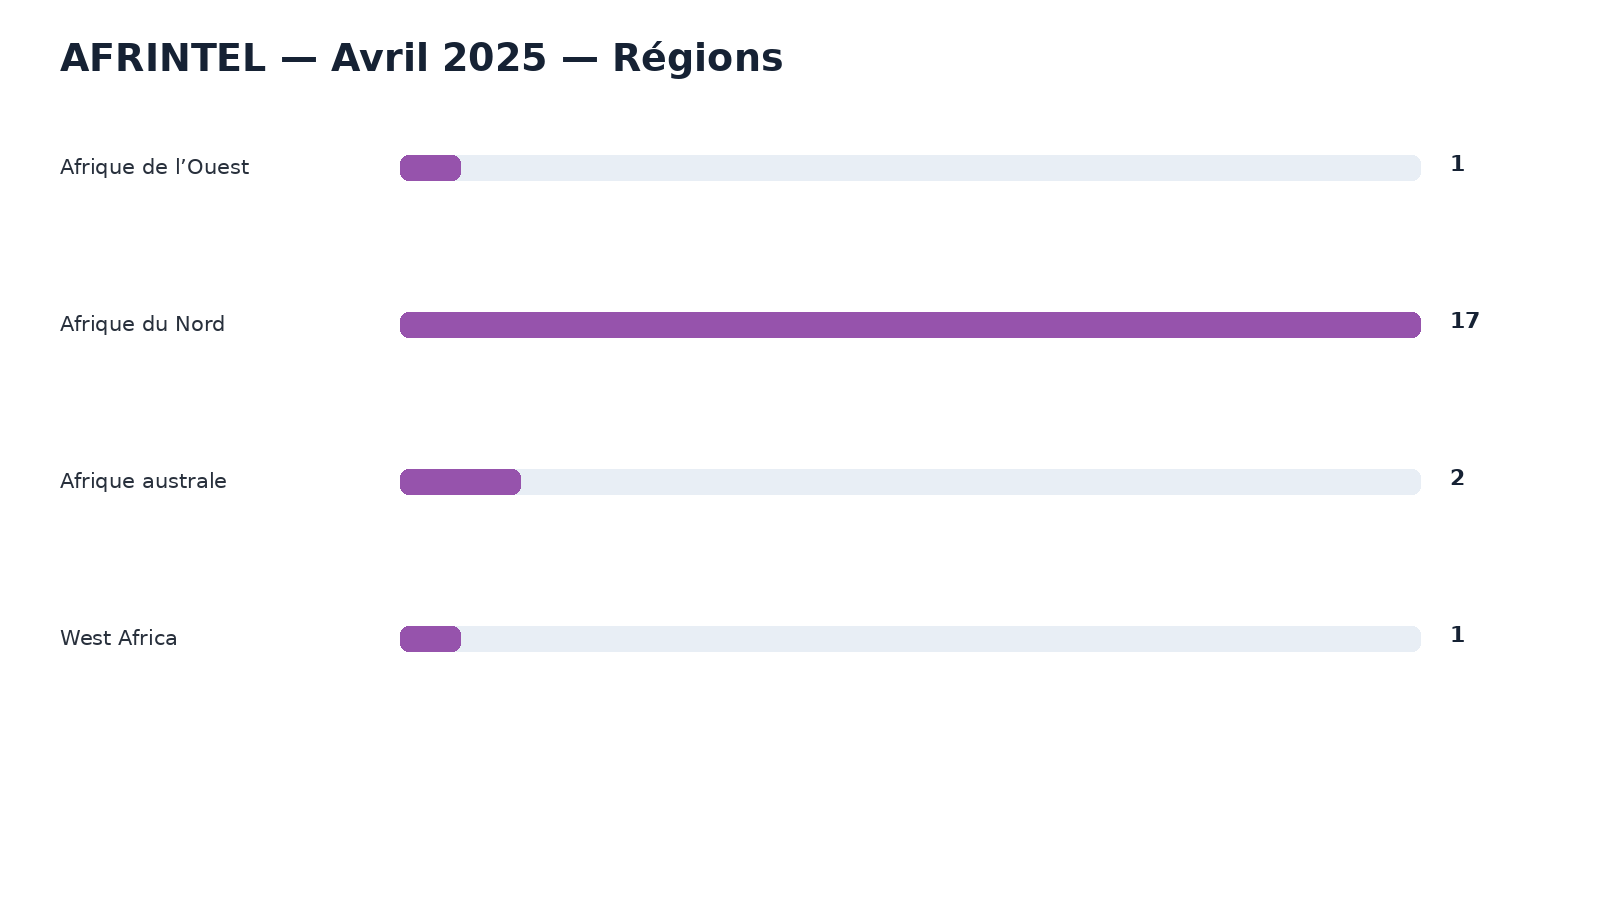 AFRINTEL — Avril 2025 — Régions
Afrique de l’Ouest 1
Afrique du Nord 17
Afrique australe 2
West Africa 1